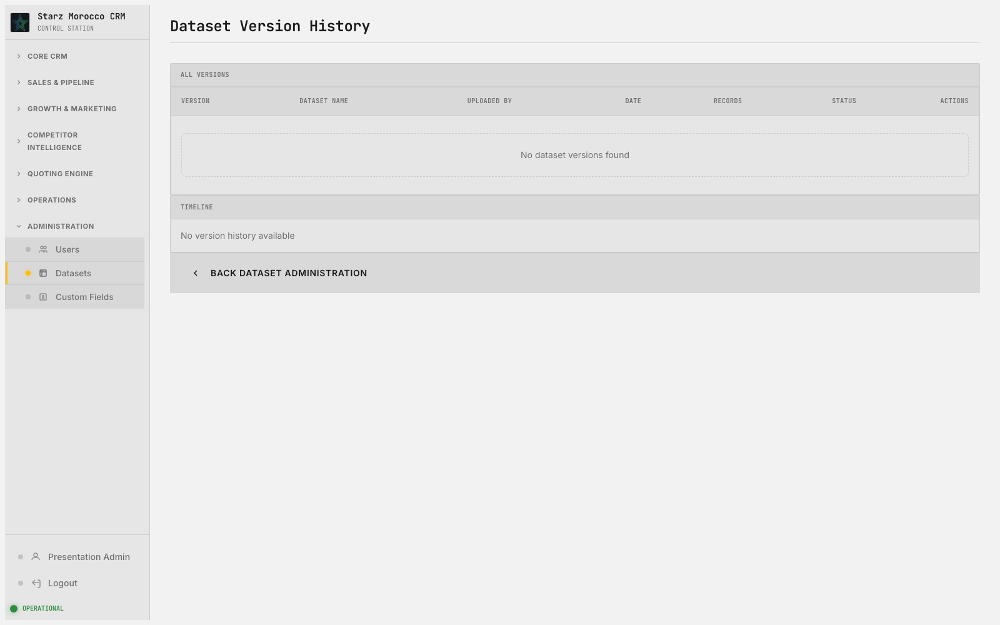 Starz Morocco CRM
CONTROL STATION
CORE CRM
SALES & PIPELINE
GROWTH & MARKETING
COMPETITOR
INTELLIGENCE
QUOTING ENGINE
OPERATIONS
ADMINISTRATION
Users
Datasets
Custom Fields
Presentation Admin
Logout
OPERATIONAL
Dataset Version History
ALL VERSIONS
VERSION DATASET NAME UPLOADED BY DATE RECORDS STATUS ACTIONS
No dataset versions found
TIMELINE
No version history available
BACK DATASET ADMINISTRATION